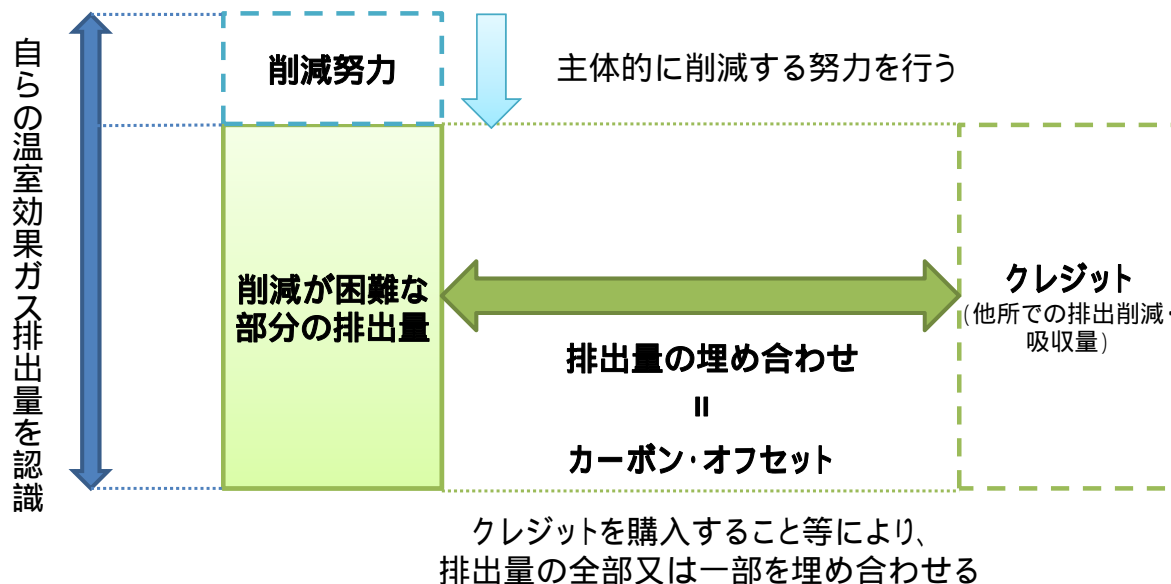 自らの温室効果ガス排出量を認識
削減努力
主体的に削減する努力を行う
削減が困難な
部分の排出量
排出量の埋め合わせ
＝
カーボン・オフセット
クレジット
(他所での排出削減・
吸収量)
クレジットを購入すること等により、
排出量の全部又は一部を埋め合わせる